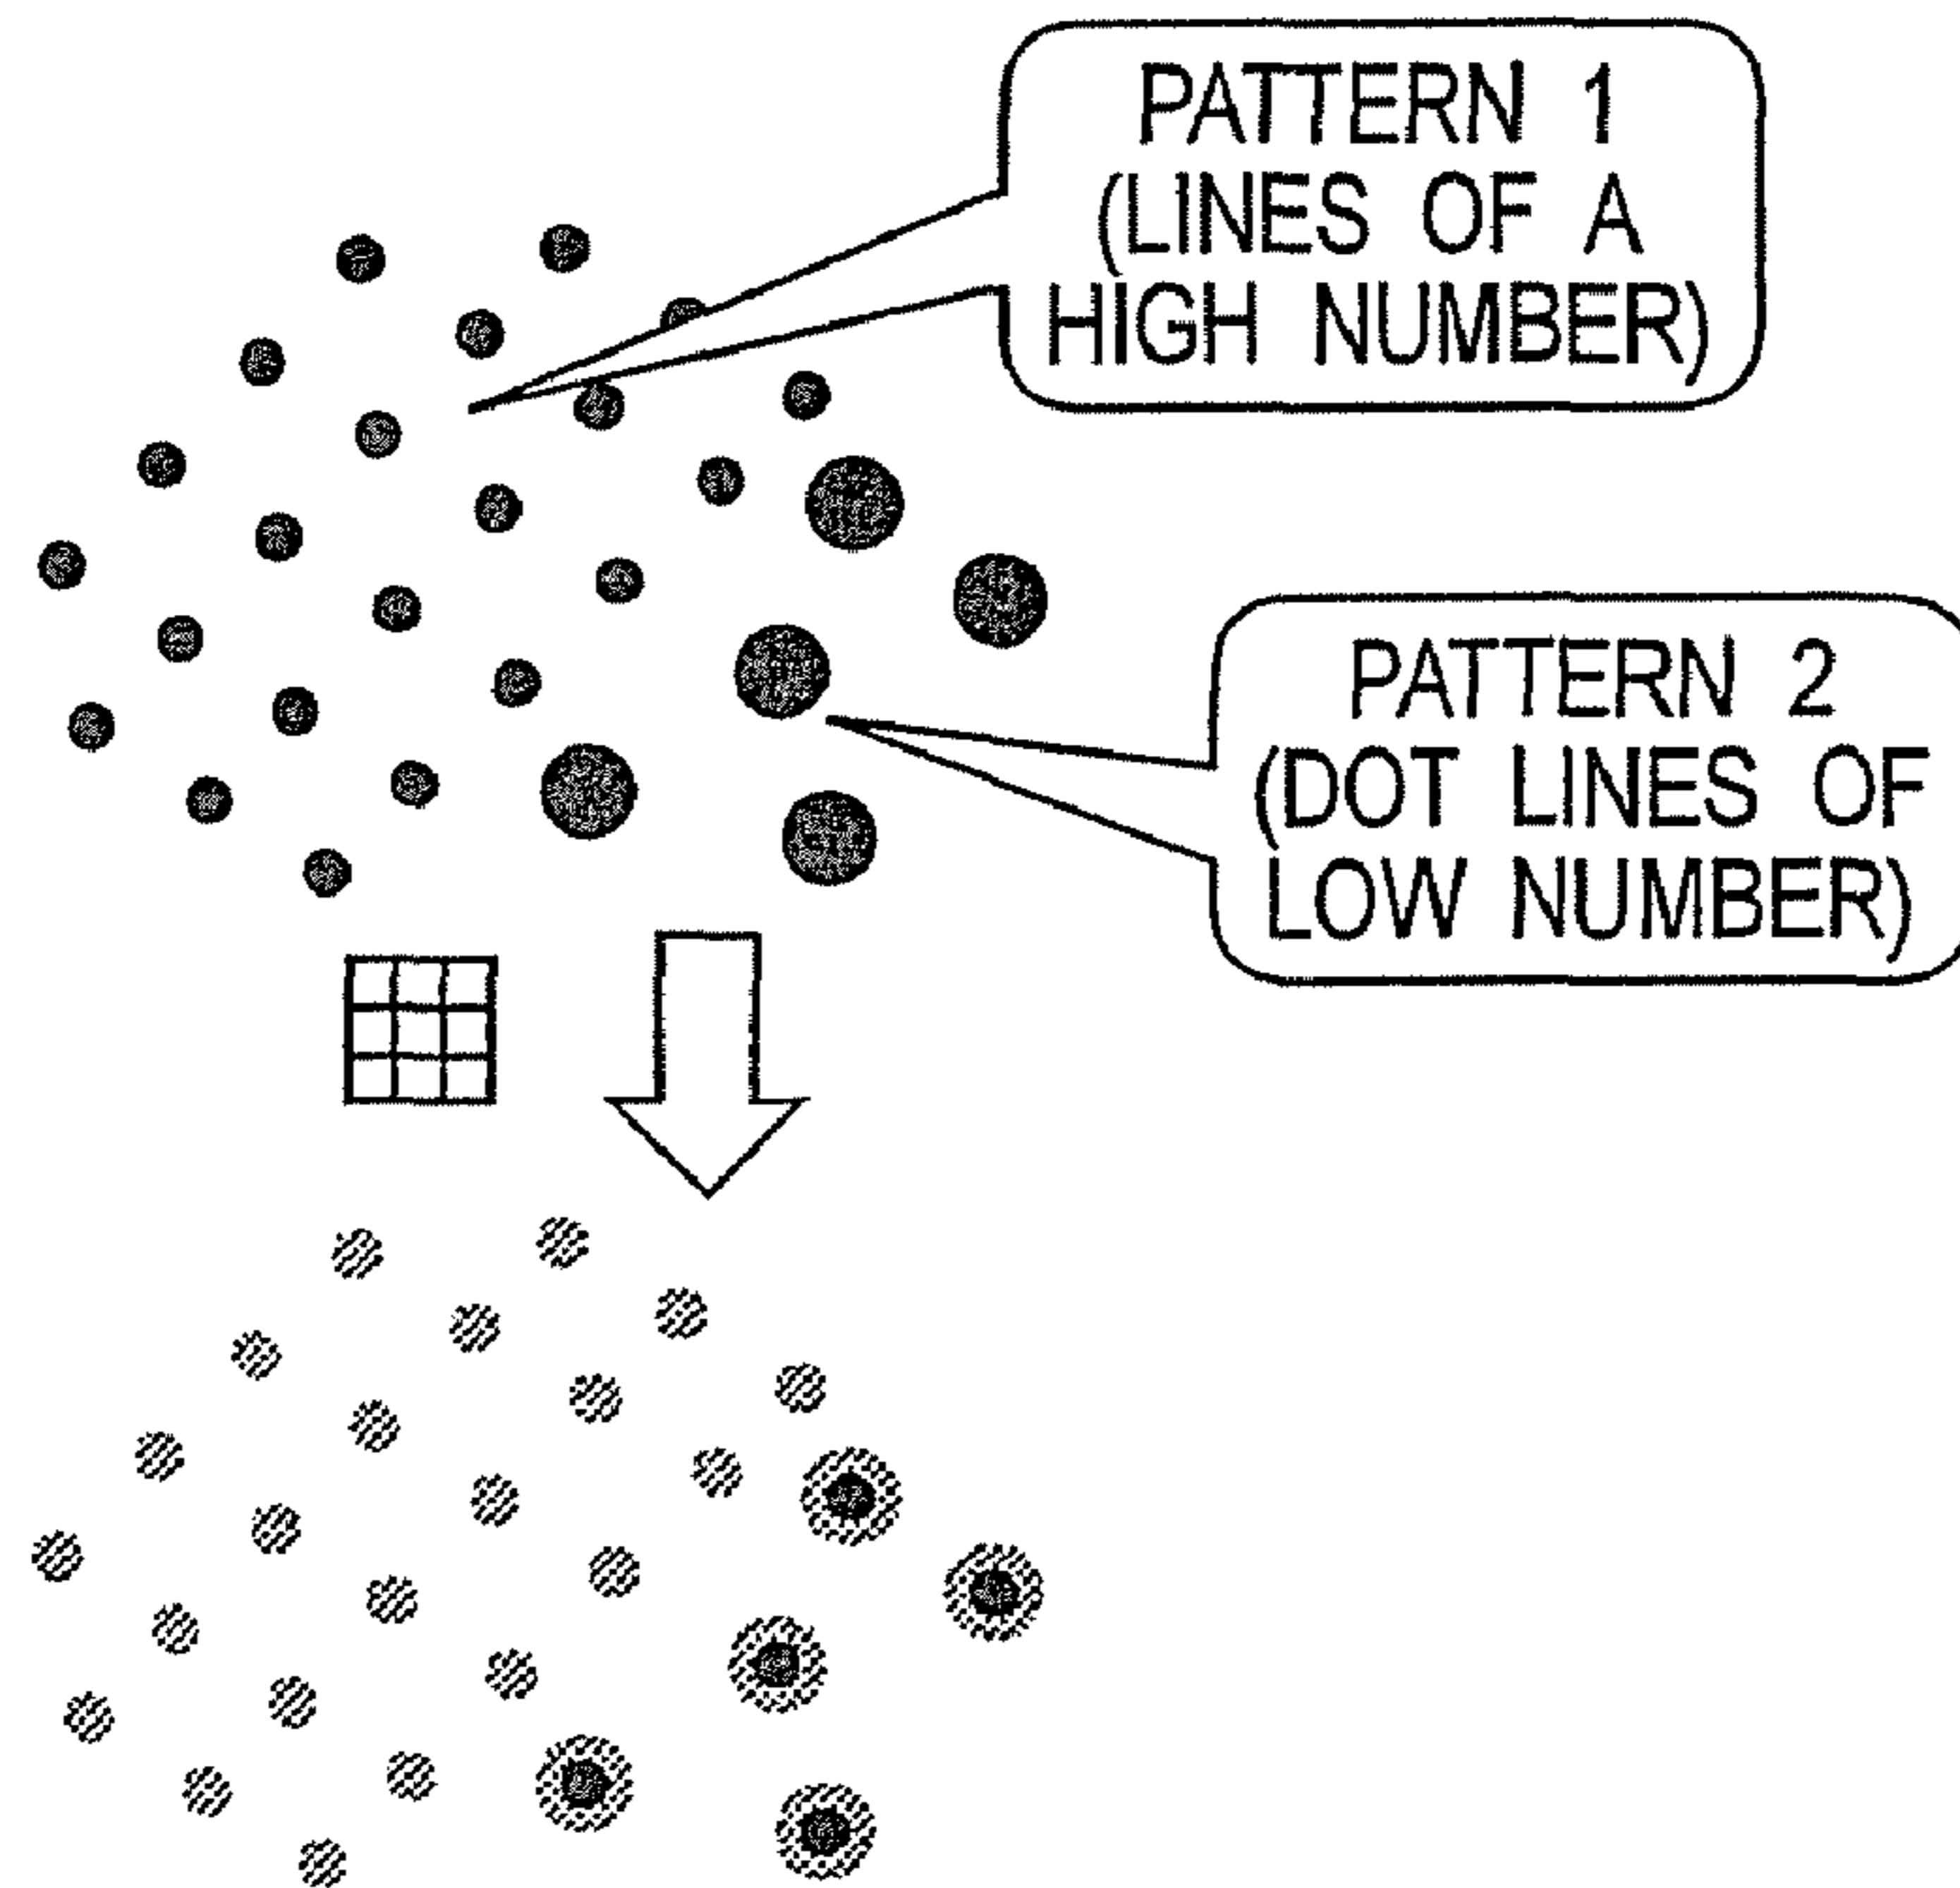 PATTERN 1
(LINES OF A
HIGH NUMBER)
PATTERN 2
(DOT LINES OF
LOW NUMBER)